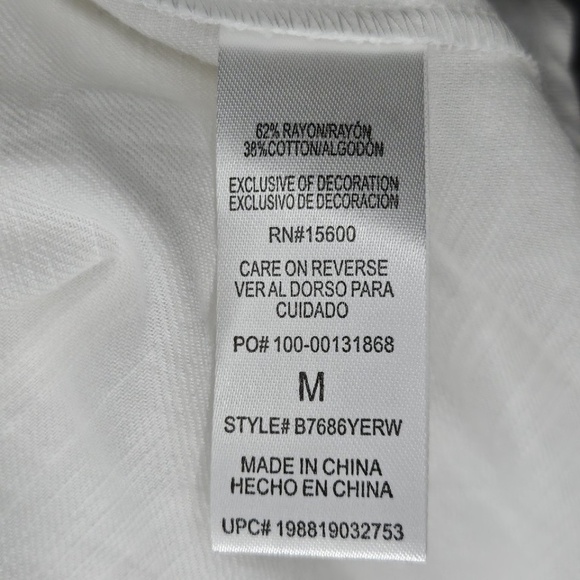 62% RAYON/RAYÓN
38%COTTON/ALGODÓN
EXCLUSIVE OF DECORATION
EXCLUSIVO DE DECORACIÓN
RN#15600
CARE ON REVERSE
VER AL DORSO PARA
CUIDADO
PO# 100-00131868
M
STYLE# B7686YERW
MADE IN CHINA
HECHO EN CHINA
UPC# 198819032753